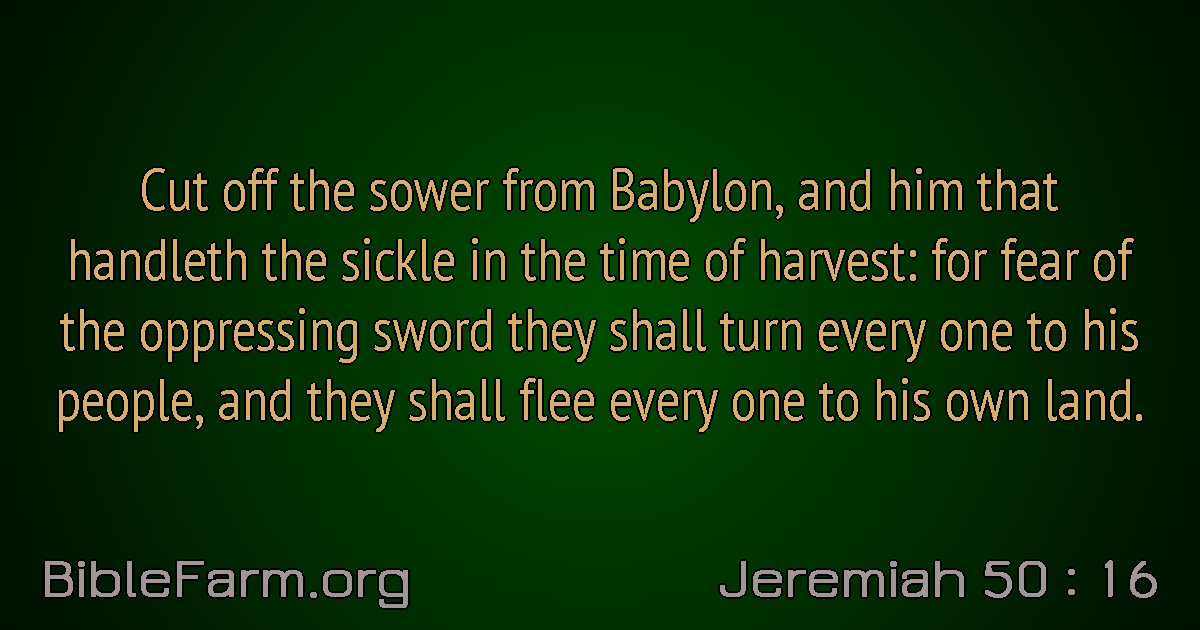 Cut off the sower from Babylon, and him that
handleth the sickle in the time of harvest: for fear of
the oppressing sword they shall turn every one to his
people, and they shall flee every one to his own land.
BibleFarm.org
Jeremiah 50 : 16